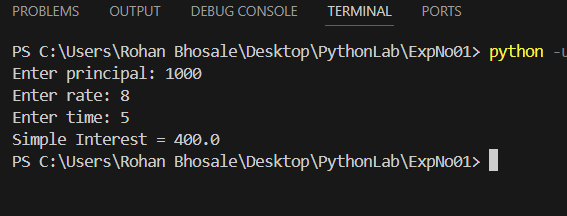 PROBLEMS OUTPUT DEBUG CONSOLE TERMINAL PORTS
PS C:\Users\Rohan Bhosale\Desktop\PythonLab\ExpNo01> python -u
Enter principal: 1000
Enter rate: 8
Enter time: 5
Simple Interest = 400.0
PS C:\Users\Rohan Bhosale\Desktop\PythonLab\ExpNo01>